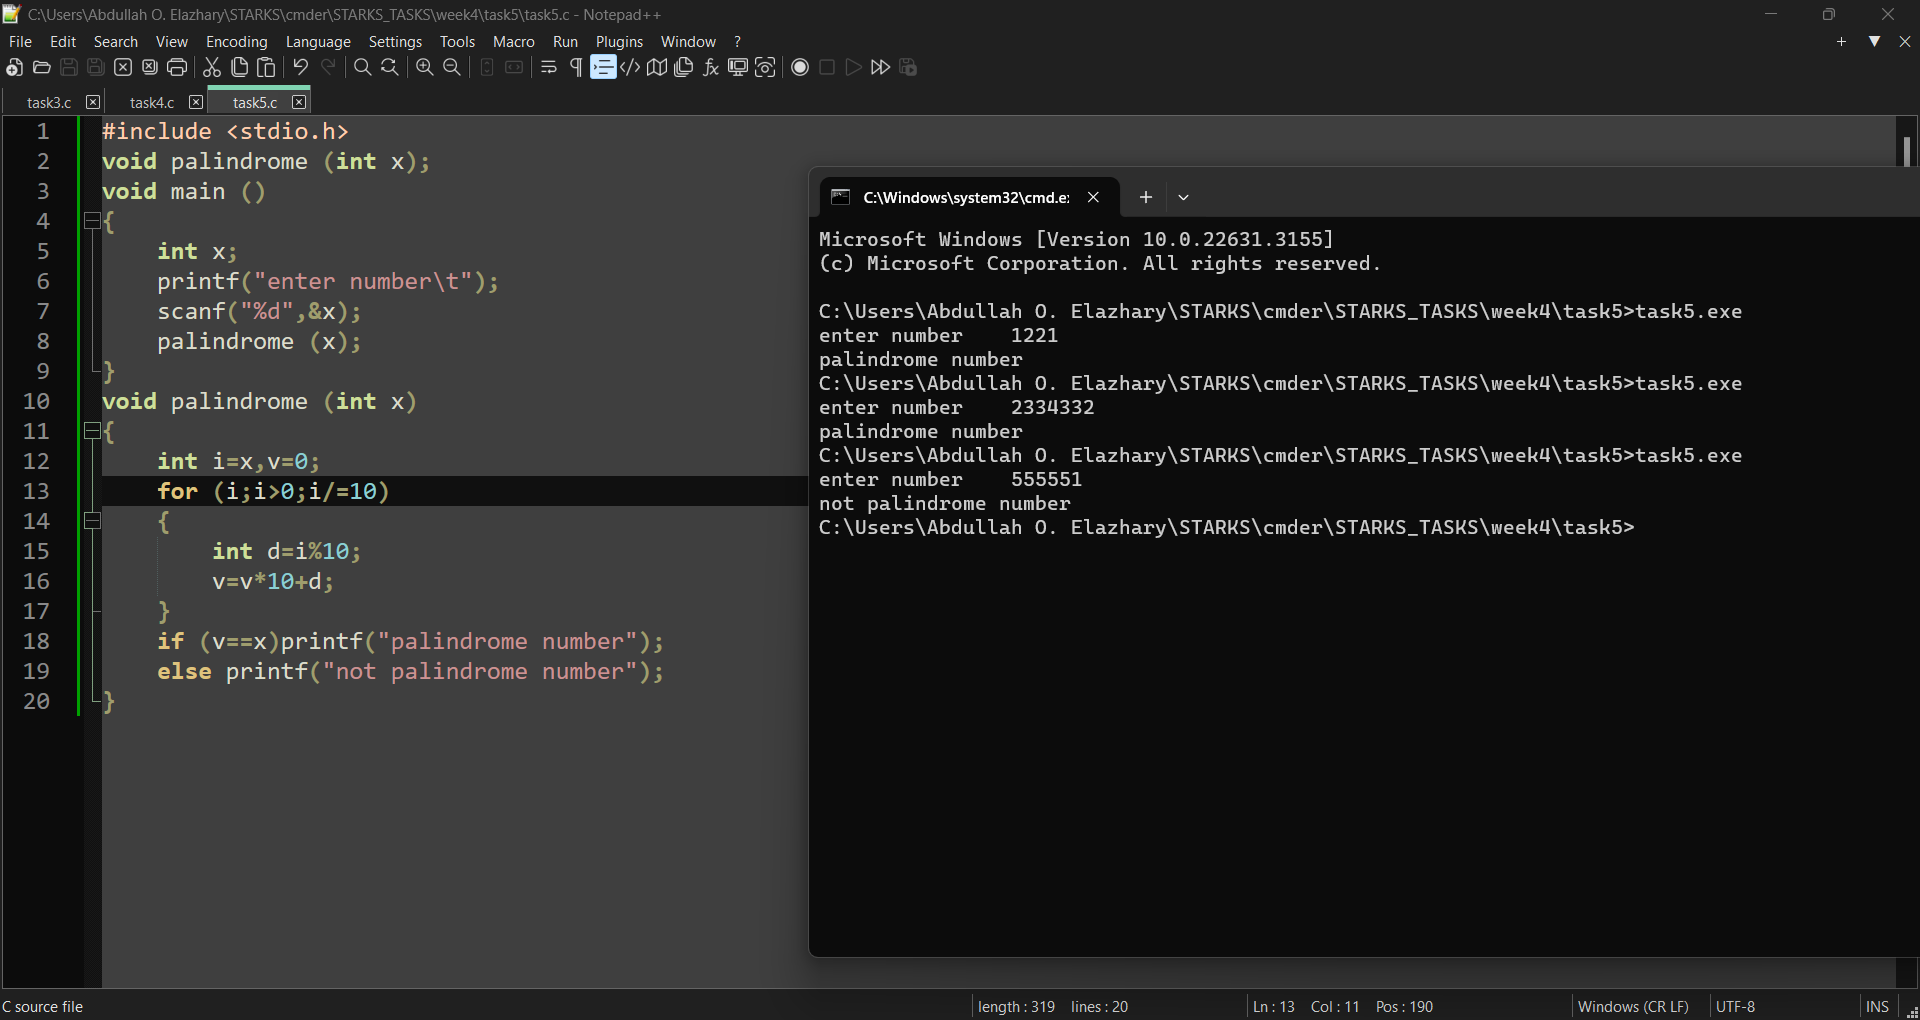 C:\Users\Abdullah O. Elazhary\STARKS\cmder\STARKS_TASKS\week4\task5\task5.c - Notepad++
File Edit Search View Encoding Language Settings Tools Macro Run Plugins Window ?
task3.c task4.c task5.c
1 #include <stdio.h>
2 void palindrome (int x);
3 void main ()
4 {
5 int x;
6 printf("enter number\t");
7 scanf("%d",&x);
8 palindrome (x);
9 }
10 void palindrome (int x)
11 {
12 int i=x,v=0;
13 for (i;i>0;i/=10)
14 {
15 int d=i%10;
16 v=v*10+d;
17 }
18 if (v==x)printf("palindrome number");
19 else printf("not palindrome number");
20 }
C:\Windows\system32\cmd.e
Microsoft Windows [Version 10.0.22631.3155]
(c) Microsoft Corporation. All rights reserved.
C:\Users\Abdullah O. Elazhary\STARKS\cmder\STARKS_TASKS\week4\task5>task5.exe
enter number 1221
palindrome number
C:\Users\Abdullah O. Elazhary\STARKS\cmder\STARKS_TASKS\week4\task5>task5.exe
enter number 2334332
palindrome number
C:\Users\Abdullah O. Elazhary\STARKS\cmder\STARKS_TASKS\week4\task5>task5.exe
enter number 555551
not palindrome number
C:\Users\Abdullah O. Elazhary\STARKS\cmder\STARKS_TASKS\week4\task5>
C source file length : 319 lines : 20 Ln : 13 Col : 11 Pos : 190 Windows (CR LF) UTF-8 INS